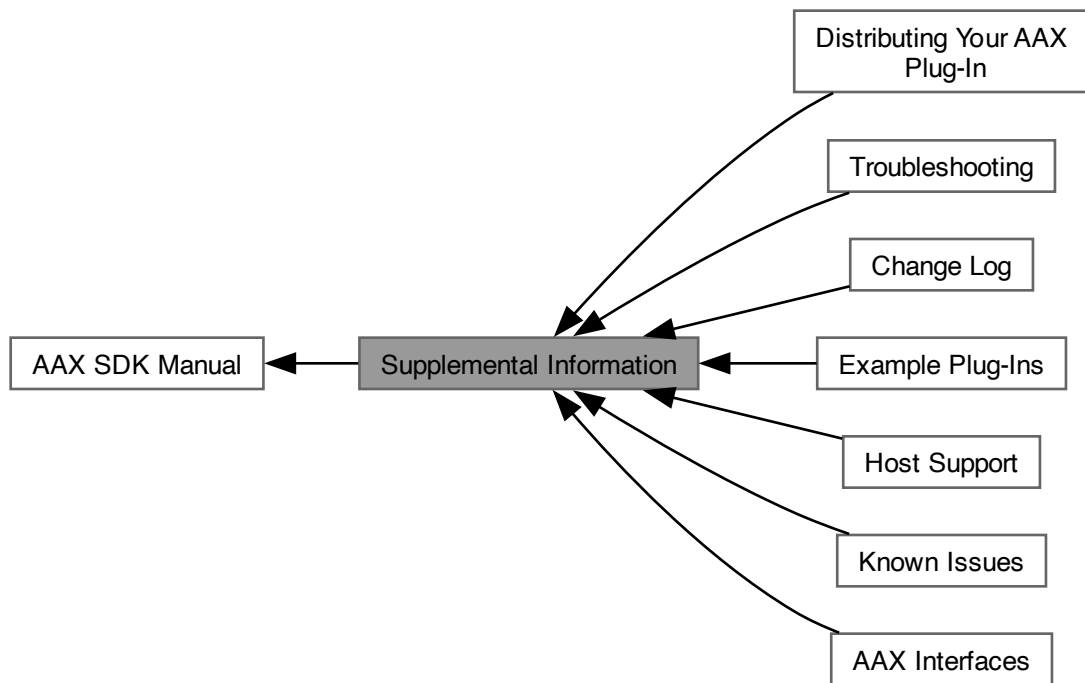 Distributing Your AAX
Plug-In
Troubleshooting
Change Log
AAX SDK Manual
Supplemental Information
Example Plug-Ins
Host Support
Known Issues
AAX Interfaces